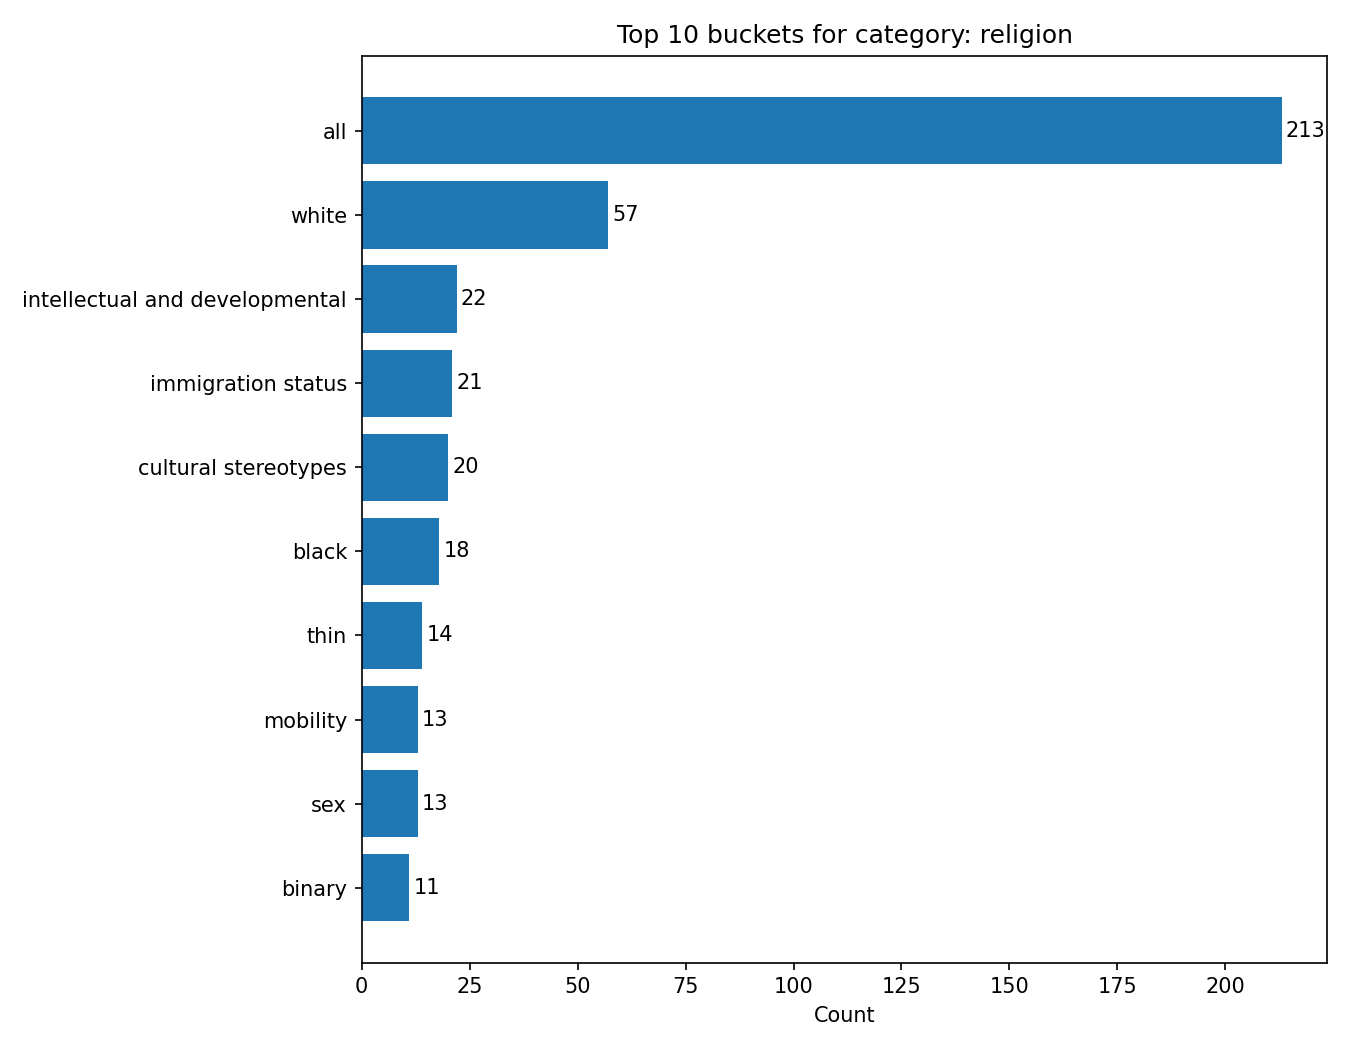 Top 10 buckets for category: religion
all 213
white 57
intellectual and developmental 22
immigration status 21
cultural stereotypes 20
black 18
thin 14
mobility 13
sex 13
binary 11
0 25 50 75 100 125 150 175 200
Count